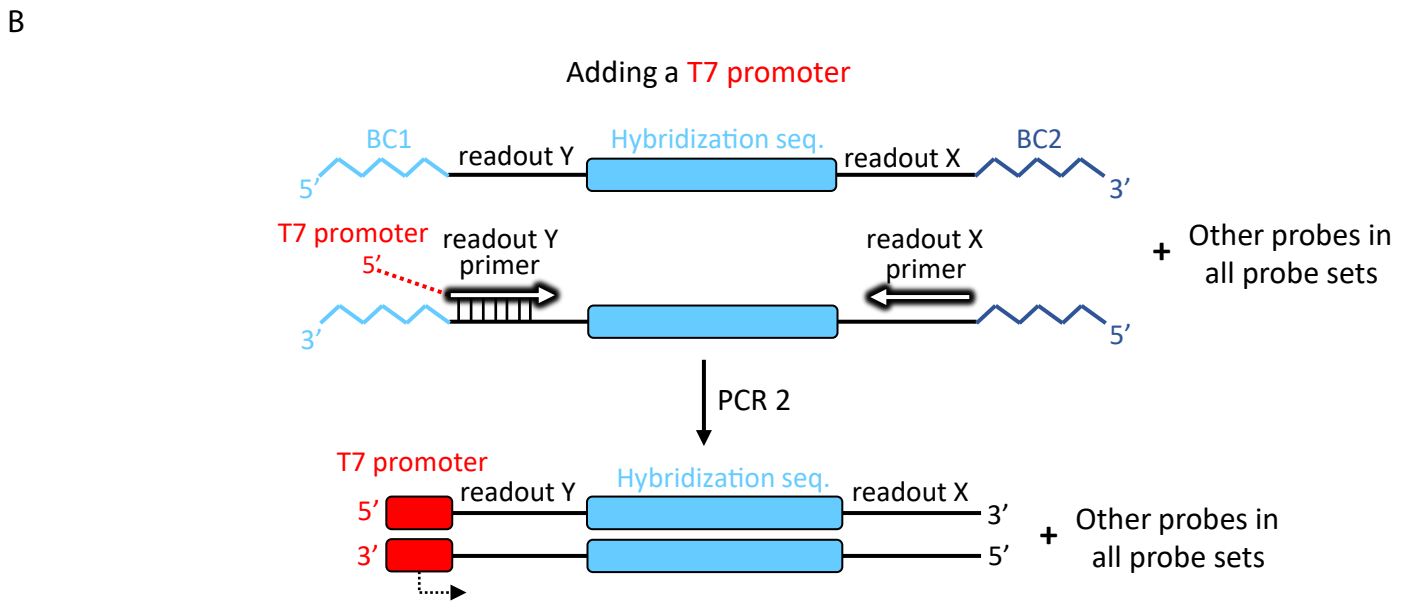 B
Adding a T7 promoter
BC1
readout Y
Hybridization seq.
readout X
BC2
5’
3’
T7 promoter
5’
readout Y
primer
readout X
primer
+
Other probes in
all probe sets
3’
5’
PCR 2
T7 promoter
readout Y
Hybridization seq.
readout X
5’
3’
3’
5’
+
Other probes in
all probe sets